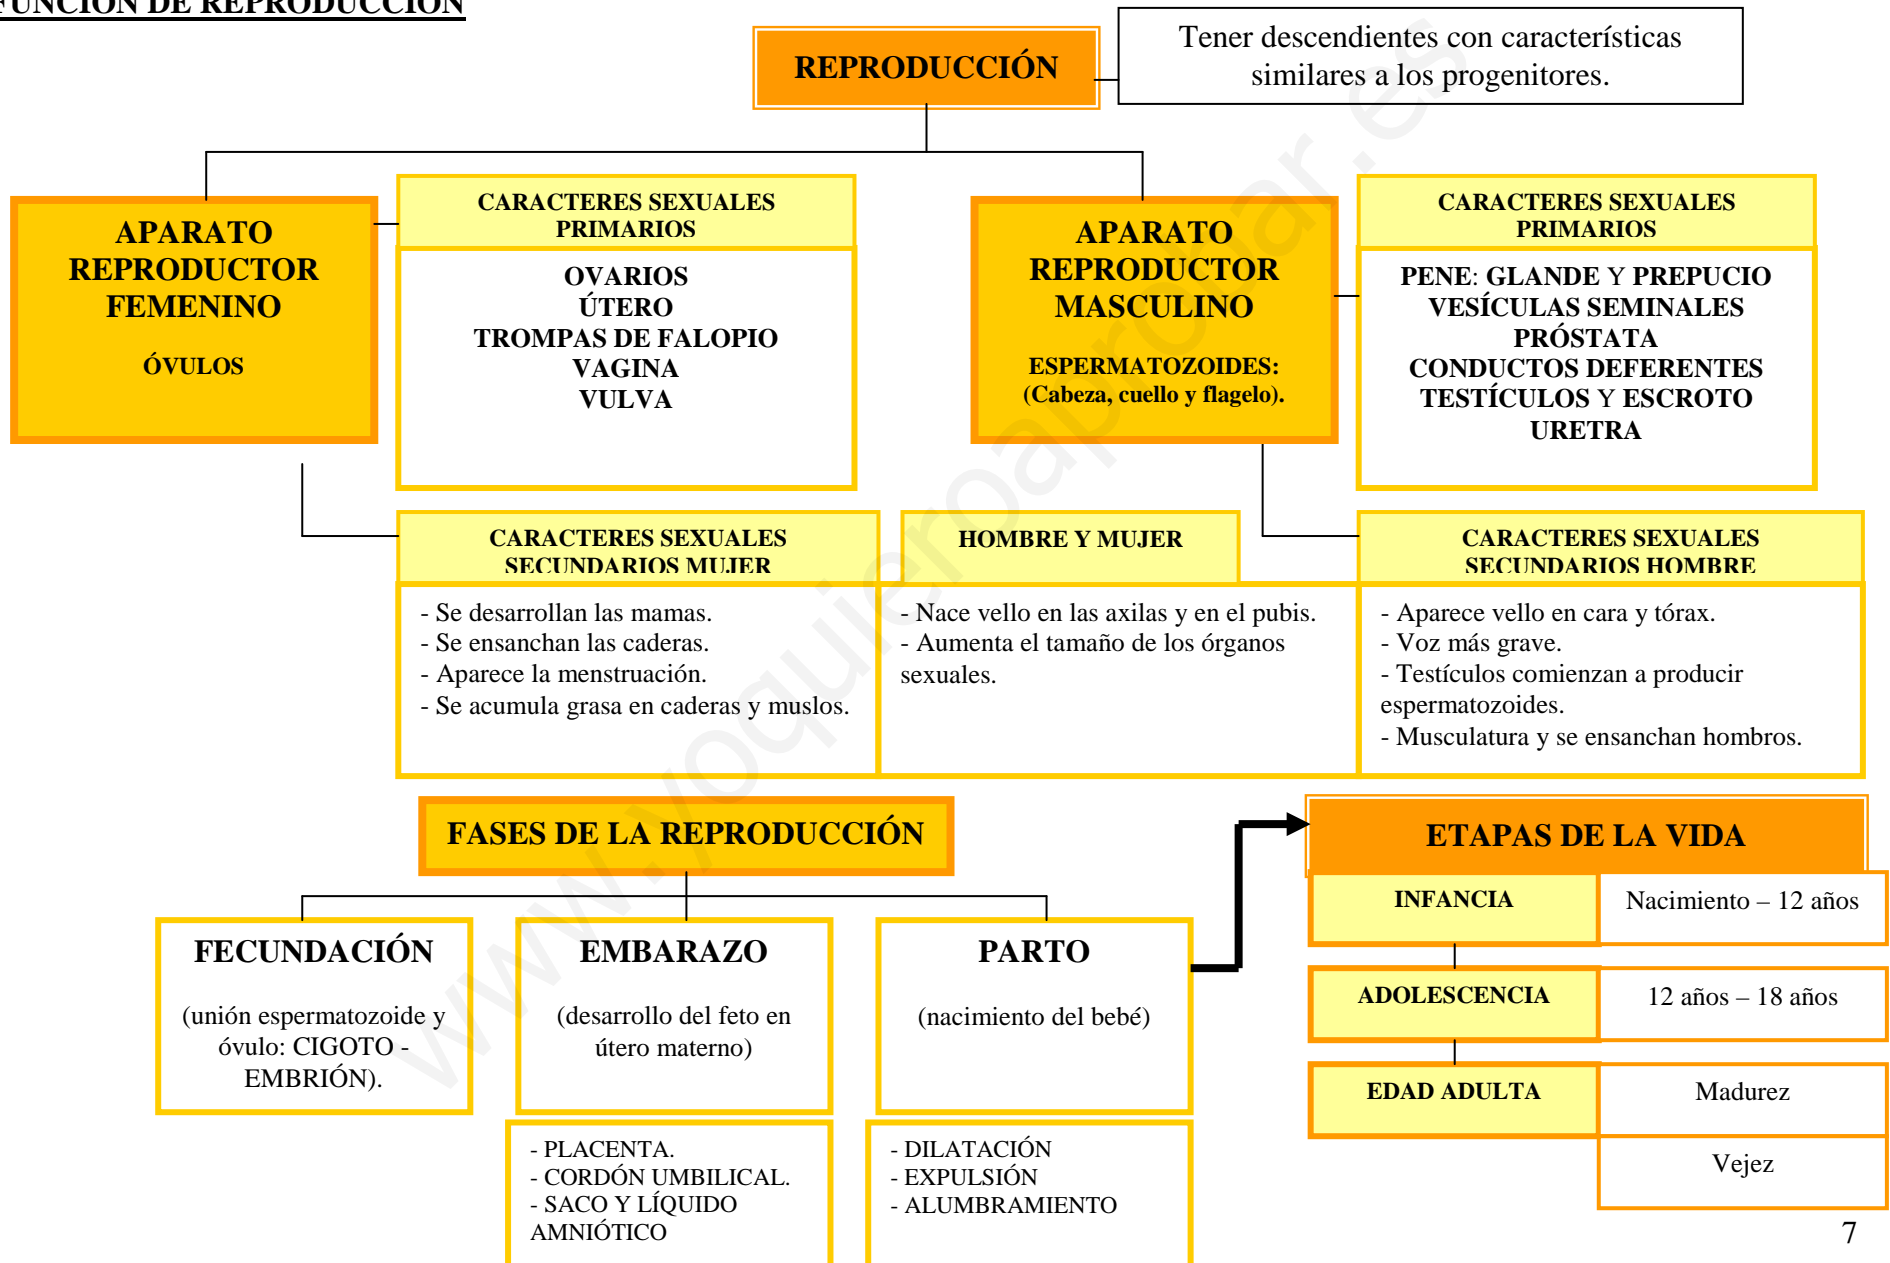 FUNCIÓN DE REPRODUCCIÓN
REPRODUCCIÓN
Tener descendientes con características
similares a los progenitores.
APARATO
REPRODUCTOR
FEMENINO
ÓVULOS
CARACTERES SEXUALES
PRIMARIOS
OVARIOS
ÚTERO
TROMPAS DE FALOPIO
VAGINA
VULVA
APARATO
REPRODUCTOR
MASCULINO
ESPERMATOZOIDES:
(Cabeza, cuello y flagelo).
CARACTERES SEXUALES
PRIMARIOS
PENE: GLANDE Y PREPUCIO
VESÍCULAS SEMINALES
PRÓSTATA
CONDUCTOS DEFERENTES
TESTÍCULOS Y ESCROTO
URETRA
CARACTERES SEXUALES
SECUNDARIOS MUJER
- Se desarrollan las mamas.
- Se ensanchan las caderas.
- Aparece la menstruación.
- Se acumula grasa en caderas y muslos.
HOMBRE Y MUJER
- Nace vello en las axilas y en el pubis.
- Aumenta el tamaño de los órganos
sexuales.
CARACTERES SEXUALES
SECUNDARIOS HOMBRE
- Aparece vello en cara y tórax.
- Voz más grave.
- Testículos comienzan a producir
espermatozoides.
- Musculatura y se ensanchan hombros.
FASES DE LA REPRODUCCIÓN
FECUNDACIÓN
(unión espermatozoide y
óvulo: CIGOTO -
EMBRIÓN).
EMBARAZO
(desarrollo del feto en
útero materno)
- PLACENTA.
- CORDÓN UMBILICAL.
- SACO Y LÍQUIDO
AMNIÓTICO
PARTO
(nacimiento del bebé)
- DILATACIÓN
- EXPULSIÓN
- ALUMBRAMIENTO
ETAPAS DE LA VIDA
INFANCIA
Nacimiento – 12 años
ADOLESCENCIA
12 años – 18 años
EDAD ADULTA
Madurez
Vejez
7
www.yoquieroaprobar.es